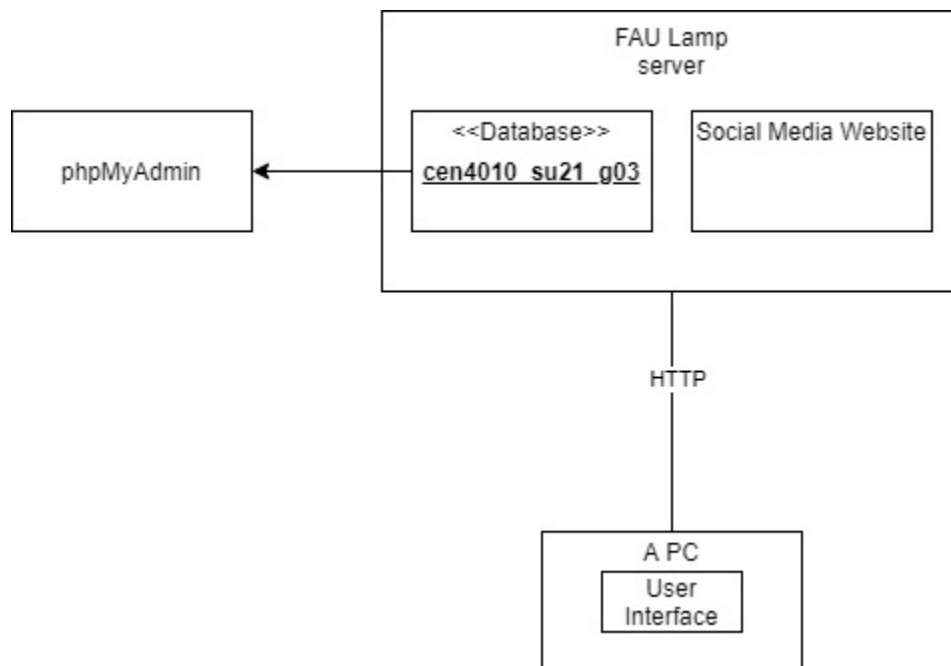 FAU Lamp
server
phpMyAdmin
<<Database>>
cen4010_su21_g03
Social Media Website
HTTP
A PC
User
Interface